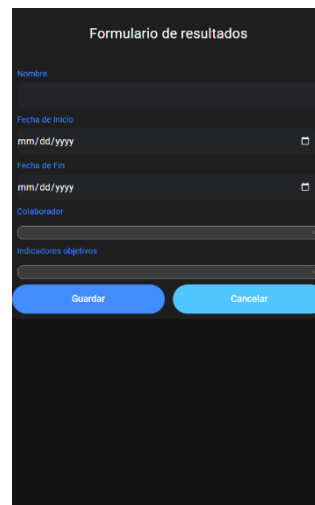 Formulario de resultados
Nombre
Fecha de Inicio
mm/dd/yyyy
Fecha de Fin
mm/dd/yyyy
Colaborador
Indicadores objetivos
Guardar Cancelar